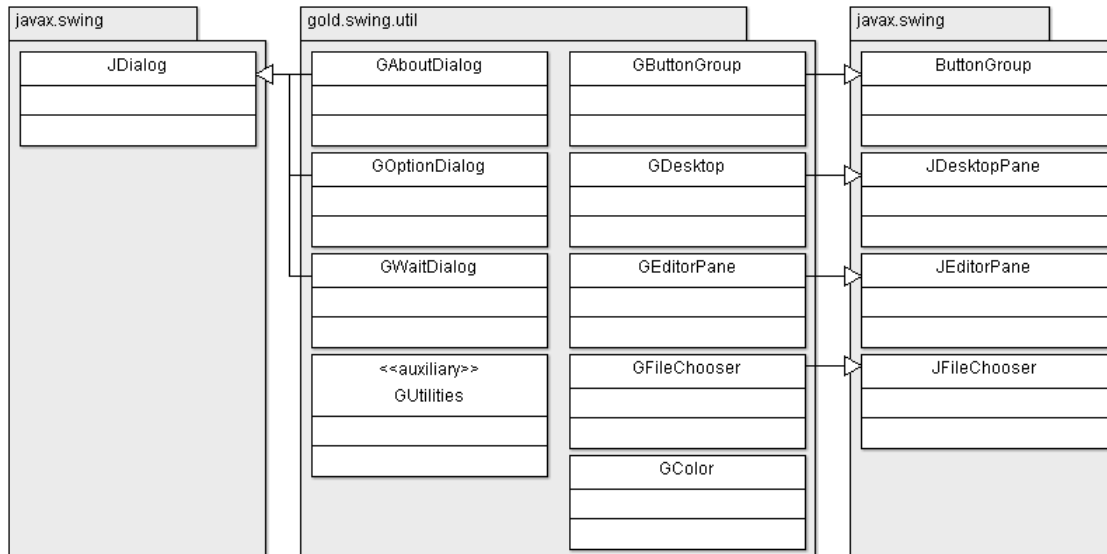 javax.swing
JDialog
gold.swing.util
GAboutDialog
GOptionDialog
GWaitDialog
<<auxiliary>>
GUtilities
GButtonGroup
GDesktop
GEditorPane
GFileChooser
GColor
javax.swing
ButtonGroup
JDesktopPane
JEditorPane
JFileChooser